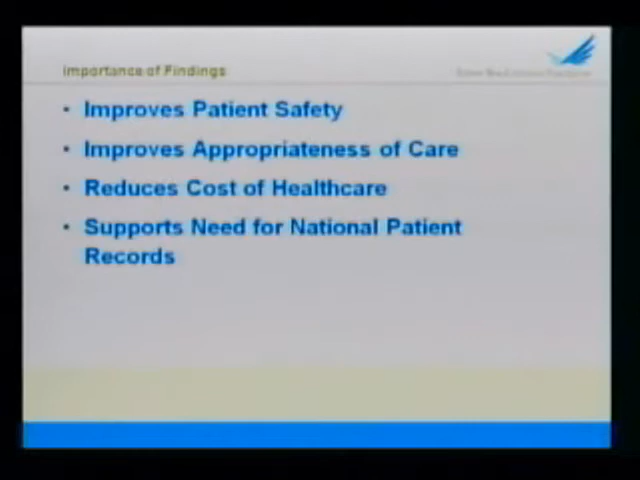 Importance of Findings
• Improves Patient Safety
• Improves Appropriateness of Care
• Reduces Cost of Healthcare
• Supports Need for National Patient
Records